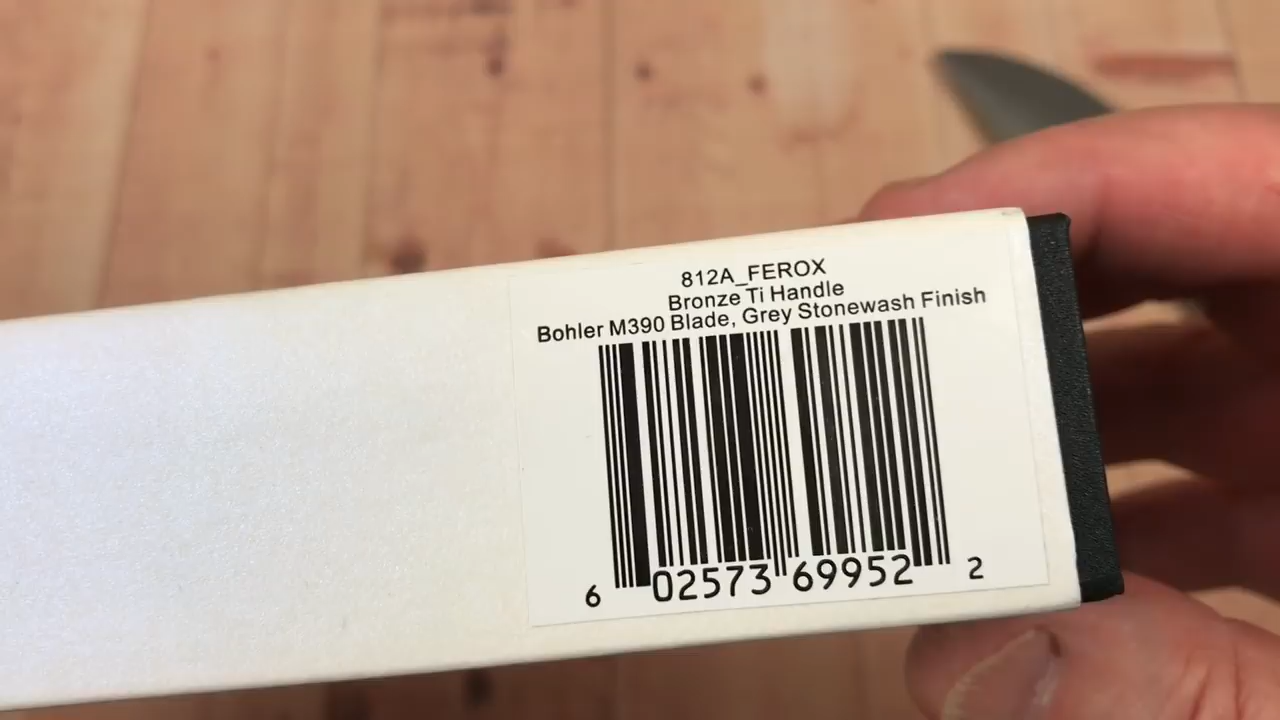 812A_FEROX
Bronze Ti Handle
Bohler M390 Blade, Grey Stonewash Finish
6 02573 69952 2